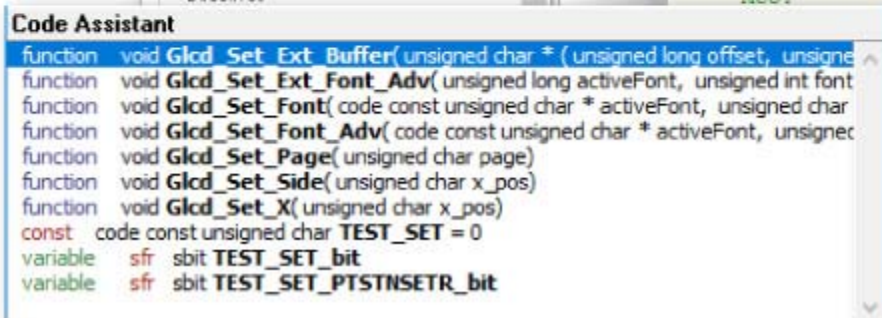 Code Assistant
function void Glcd_Set_Ext_Buffer( unsigned char * ( unsigned long offset, unsigne
function void Glcd_Set_Ext_Font_Adv( unsigned long activeFont, unsigned int font
function void Glcd_Set_Font( code const unsigned char * activeFont, unsigned char
function void Glcd_Set_Font_Adv( code const unsigned char * activeFont, unsigned
function void Glcd_Set_Page( unsigned char page)
function void Glcd_Set_Side( unsigned char x_pos)
function void Glcd_Set_X( unsigned char x_pos)
const code const unsigned char TEST_SET = 0
variable sfr sbit TEST_SET_bit
variable sfr sbit TEST_SET_PTSTNSETR_bit